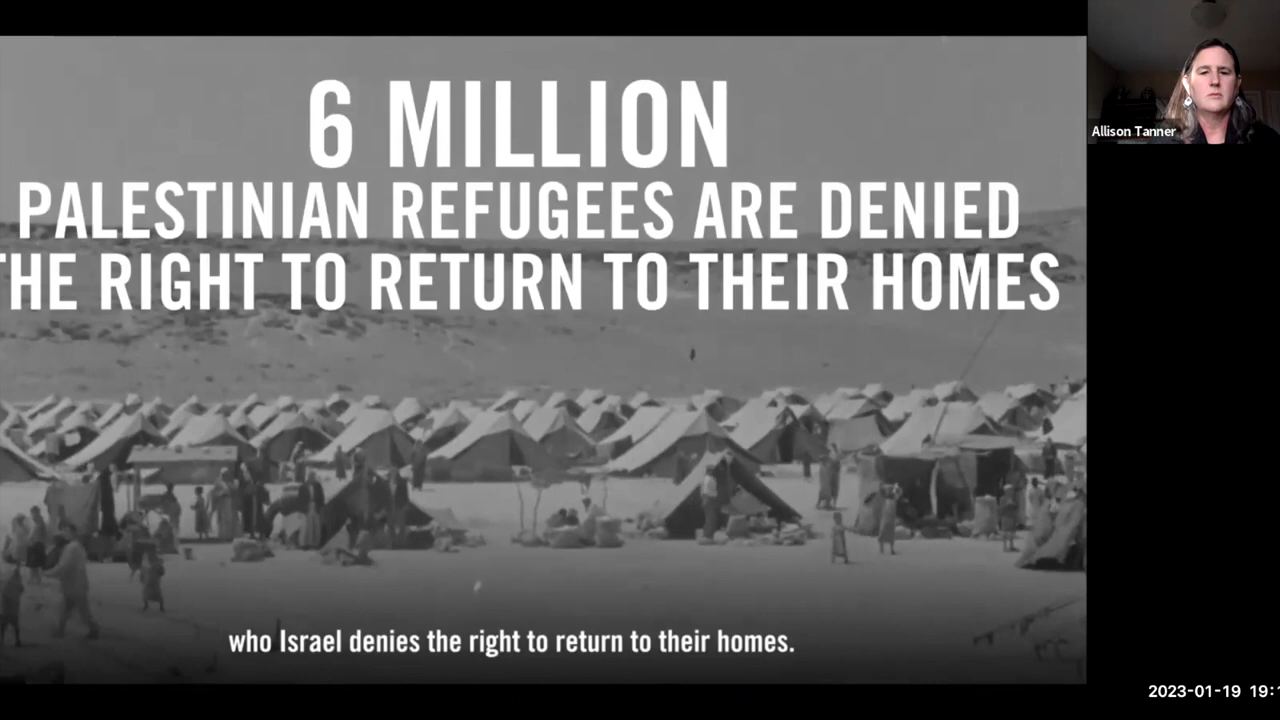 6 MILLION
PALESTINIAN REFUGEES ARE DENIED
THE RIGHT TO RETURN TO THEIR HOMES
who Israel denies the right to return to their homes.
Allison Tanner
2023-01-19 19: